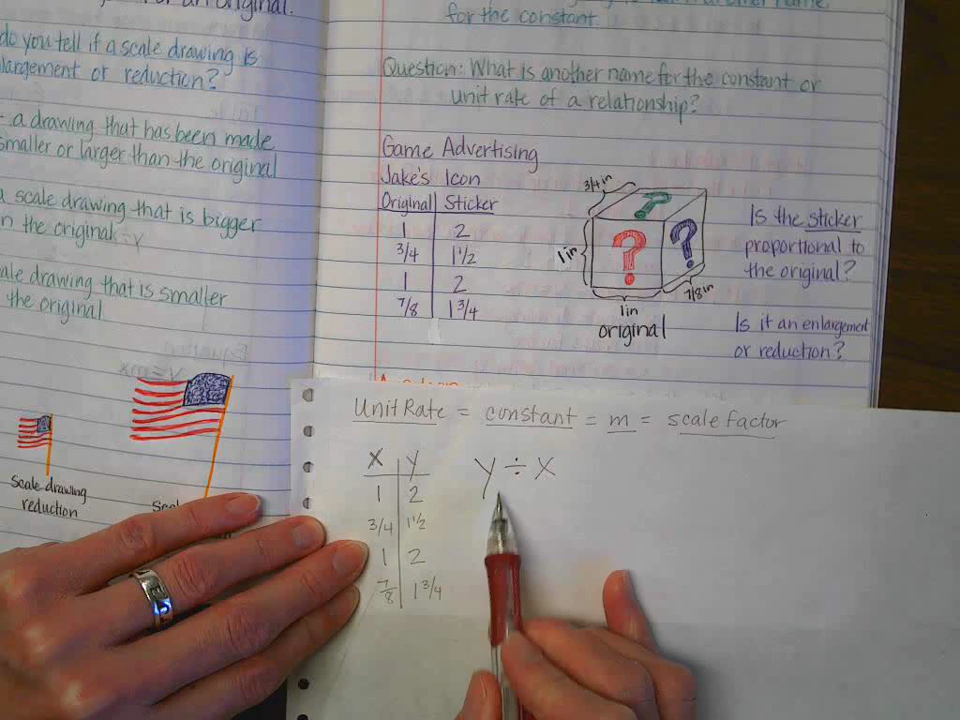 original.
do you tell if a scale drawing is
enlargement or reduction?
- a drawing that has been made
smaller or larger than the original
a scale drawing that is bigger
the original ÷ Y
drawing that is smaller
the original
Scale drawing
reduction
for the constant.
Question: What is another name for the constant or
unit rate of a relationship?
Game Advertising
Jake's Icon
Original Sticker
1 2
3/4 1 1/2
1 2
7/8 1 3/4
3/4 in
1 in
1 in
7/8 in
original
Is the sticker
proportional to
the original?
Is it an enlargement
or reduction?
Unit Rate = constant = m = scale factor
X Y
1 2
3/4 1 1/2
1 2
7/8 1 3/4
Y ÷ X